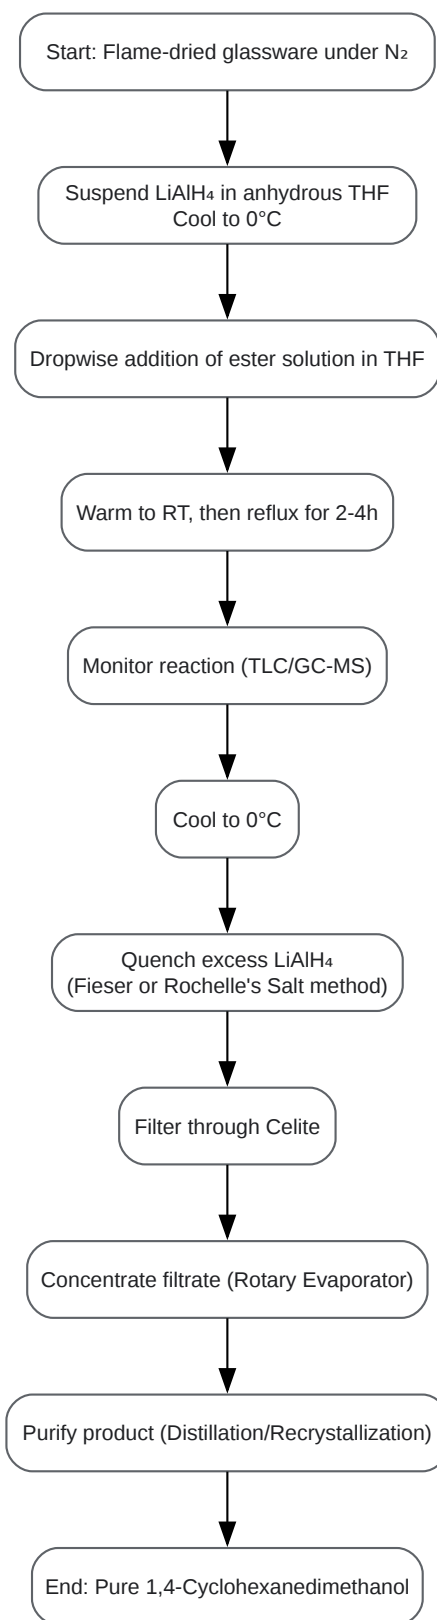 Start: Flame-dried glassware under N₂
Suspend LiAlH₄ in anhydrous THF
Cool to 0°C
Dropwise addition of ester solution in THF
Warm to RT, then reflux for 2-4h
Monitor reaction (TLC/GC-MS)
Cool to 0°C
Quench excess LiAlH₄
(Fieser or Rochelle's Salt method)
Filter through Celite
Concentrate filtrate (Rotary Evaporator)
Purify product (Distillation/Recrystallization)
End: Pure 1,4-Cyclohexanedimethanol